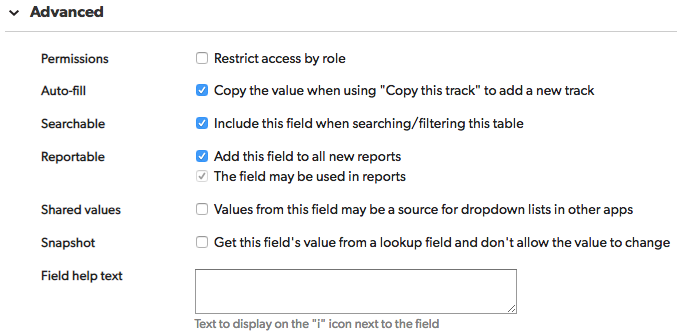 Advanced
Permissions Restrict access by role
Auto-fill Copy the value when using "Copy this track" to add a new track
Searchable Include this field when searching/filtering this table
Reportable Add this field to all new reports
The field may be used in reports
Shared values Values from this field may be a source for dropdown lists in other apps
Snapshot Get this field's value from a lookup field and don't allow the value to change
Field help text
Text to display on the "i" icon next to the field